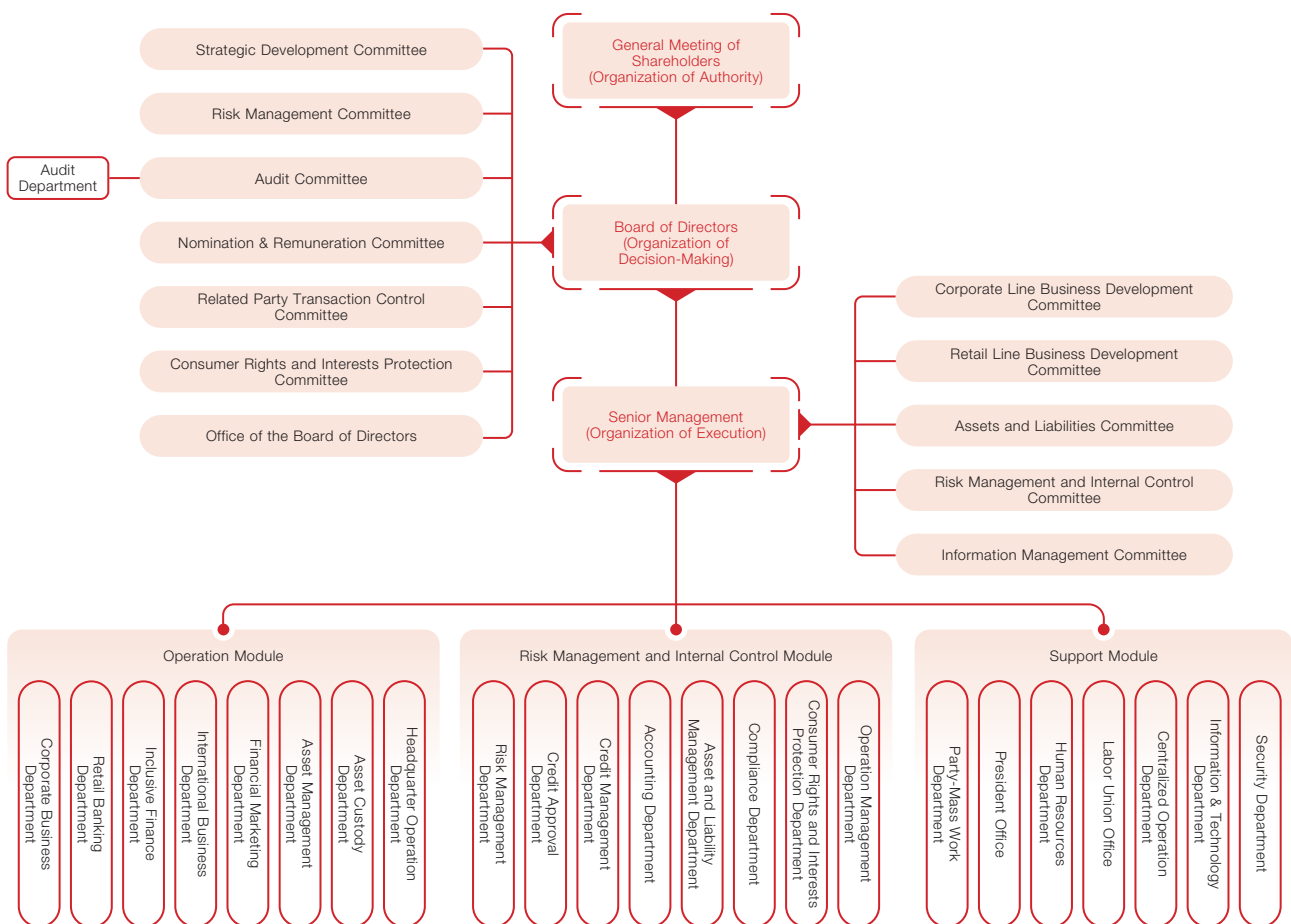 General Meeting of
Shareholders
(Organization of Authority)
Strategic Development Committee
Risk Management Committee
Audit
Department
Audit Committee
Nomination & Remuneration Committee
Related Party Transaction Control
Committee
Consumer Rights and Interests Protection
Committee
Office of the Board of Directors
Board of Directors
(Organization of
Decision-Making)
Senior Management
(Organization of Execution)
Corporate Line Business Development
Committee
Retail Line Business Development
Committee
Assets and Liabilities Committee
Risk Management and Internal Control
Committee
Information Management Committee
Operation Module
Corporate Business
Department
Retail Banking
Department
Inclusive Finance
Department
International Business
Department
Financial Marketing
Department
Asset Management
Department
Asset Custody
Department
Headquarter Operation
Department
Risk Management and Internal Control Module
Risk Management
Department
Credit Approval
Department
Credit Management
Department
Accounting Department
Asset and Liability
Management Department
Compliance Department
Consumer Rights and Interests
Protection Department
Operation Management
Department
Support Module
Party-Mass Work
Department
President Office
Human Resources
Department
Labor Union Office
Centralized Operation
Department
Information & Technology
Department
Security Department